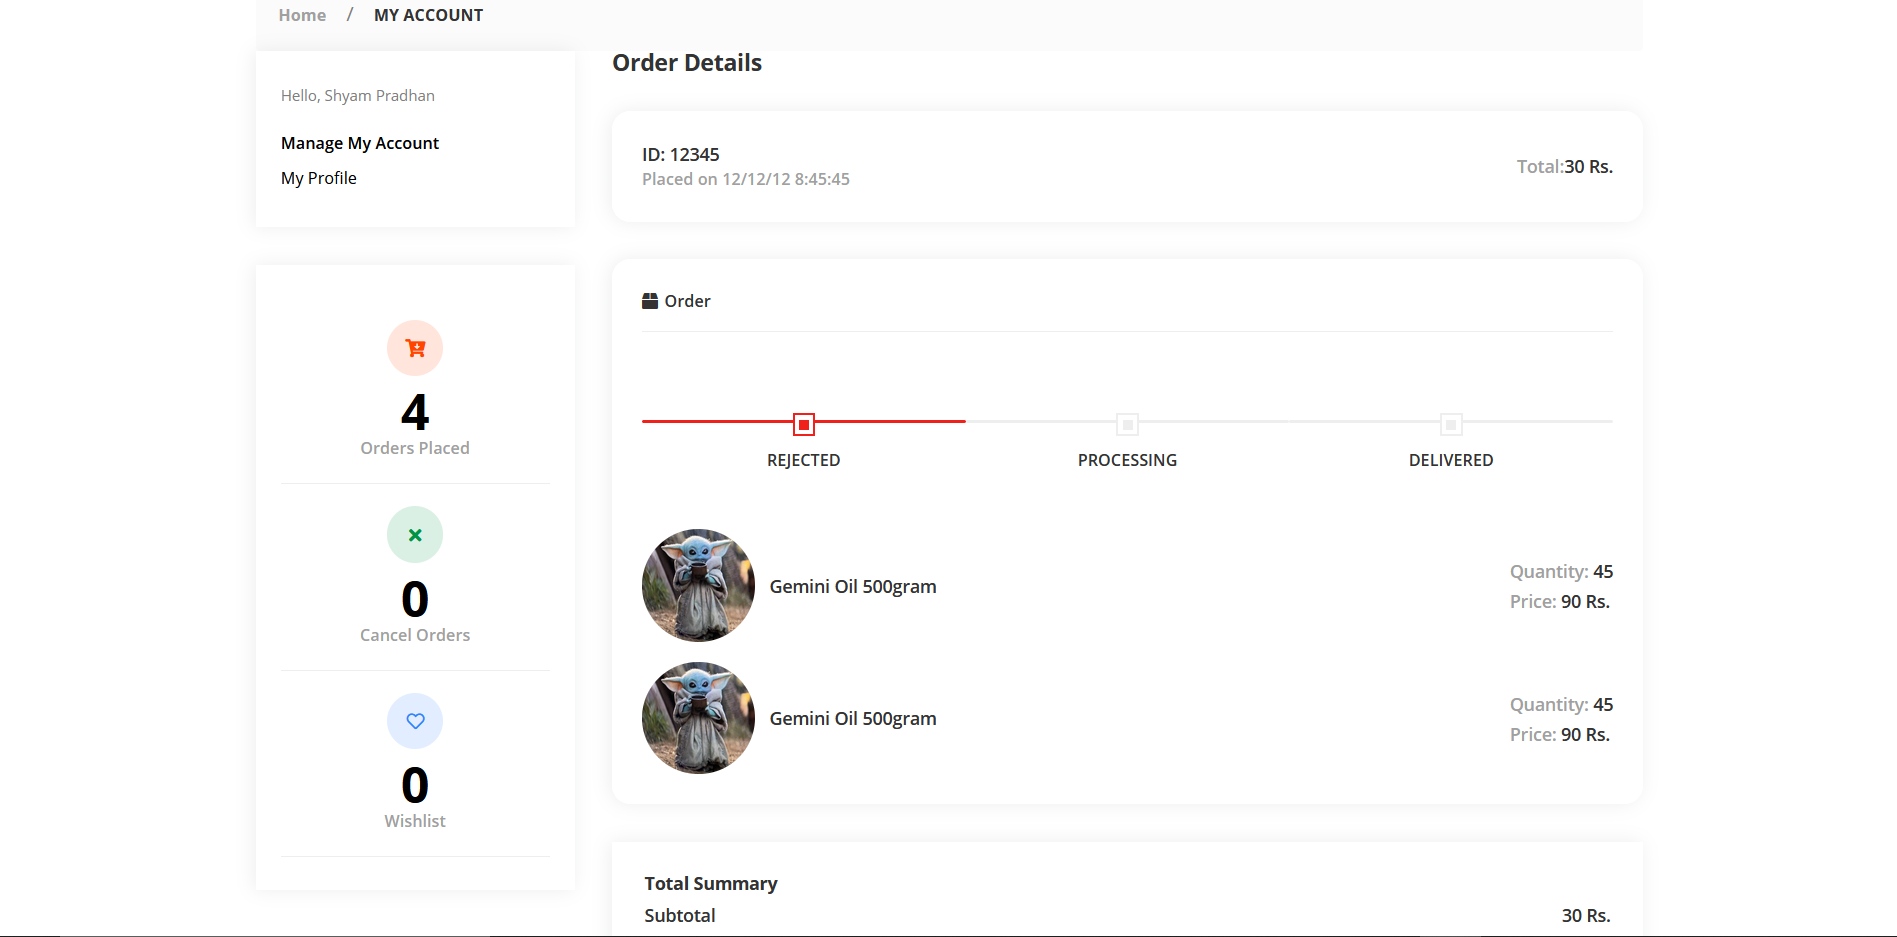 Home / MY ACCOUNT
Hello, Shyam Pradhan
Manage My Account
My Profile
4
Orders Placed
0
Cancel Orders
0
Wishlist
Order Details
ID: 12345
Placed on 12/12/12 8:45:45
Total:30 Rs.
Order
REJECTED PROCESSING DELIVERED
Gemini Oil 500gram
Quantity: 45
Price: 90 Rs.
Gemini Oil 500gram
Quantity: 45
Price: 90 Rs.
Total Summary
Subtotal 30 Rs.